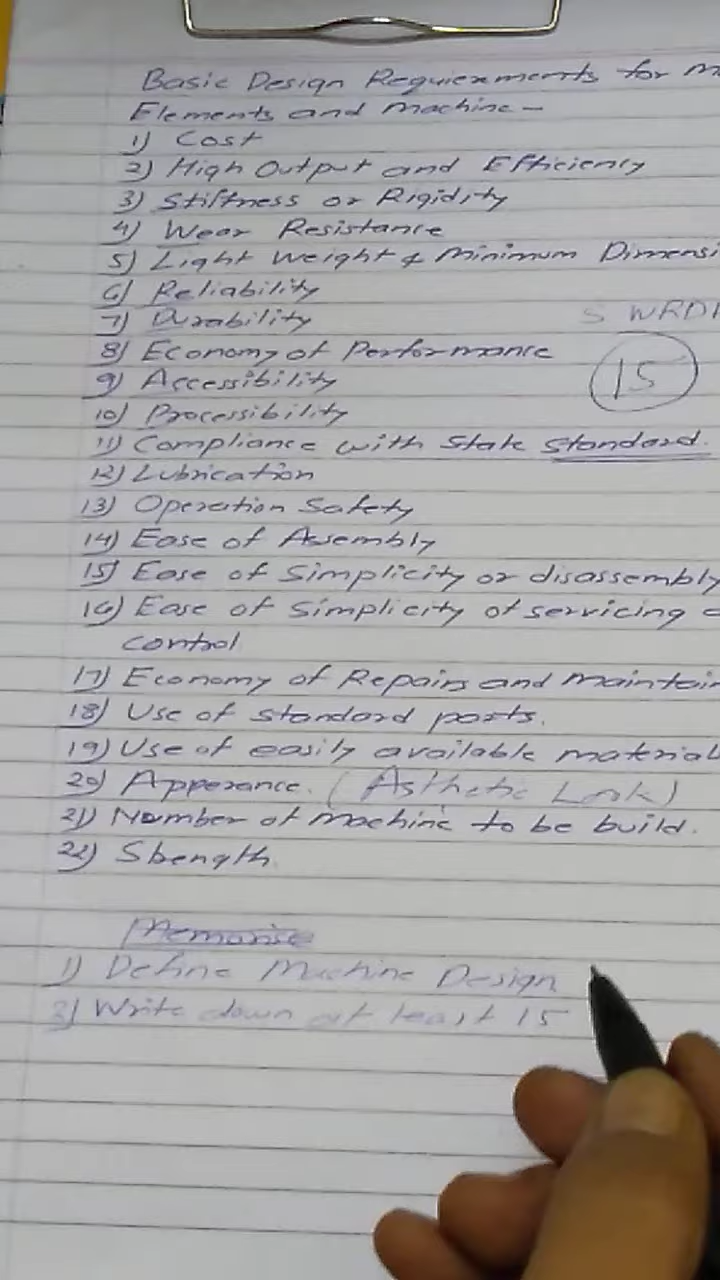 Basic Design Requirements for M
Elements and Machine -
1) Cost
2) High Output and Efficiency
3) Stiffness or Rigidity
4) Wear Resistance
5) Light Weight & Minimum Dimensi
6) Reliability
7) Durability
S WRD
8) Economy of Performance
15
9) Accessibility
10) Processibility
11) Compliance with State Standard.
12) Lubrication
13) Operation Safety
14) Ease of Assembly
15) Ease of Simplicity or disassembly
16) Ease of Simplicity of servicing
control
17) Economy of Repairs and maintain
18) Use of standard parts.
19) Use of easily available material
20) Apperance. (Asthetic Look)
21) Number of machine to be build.
22) Strength.
Memorise
1) Define Machine Design
2) Write down at least 15